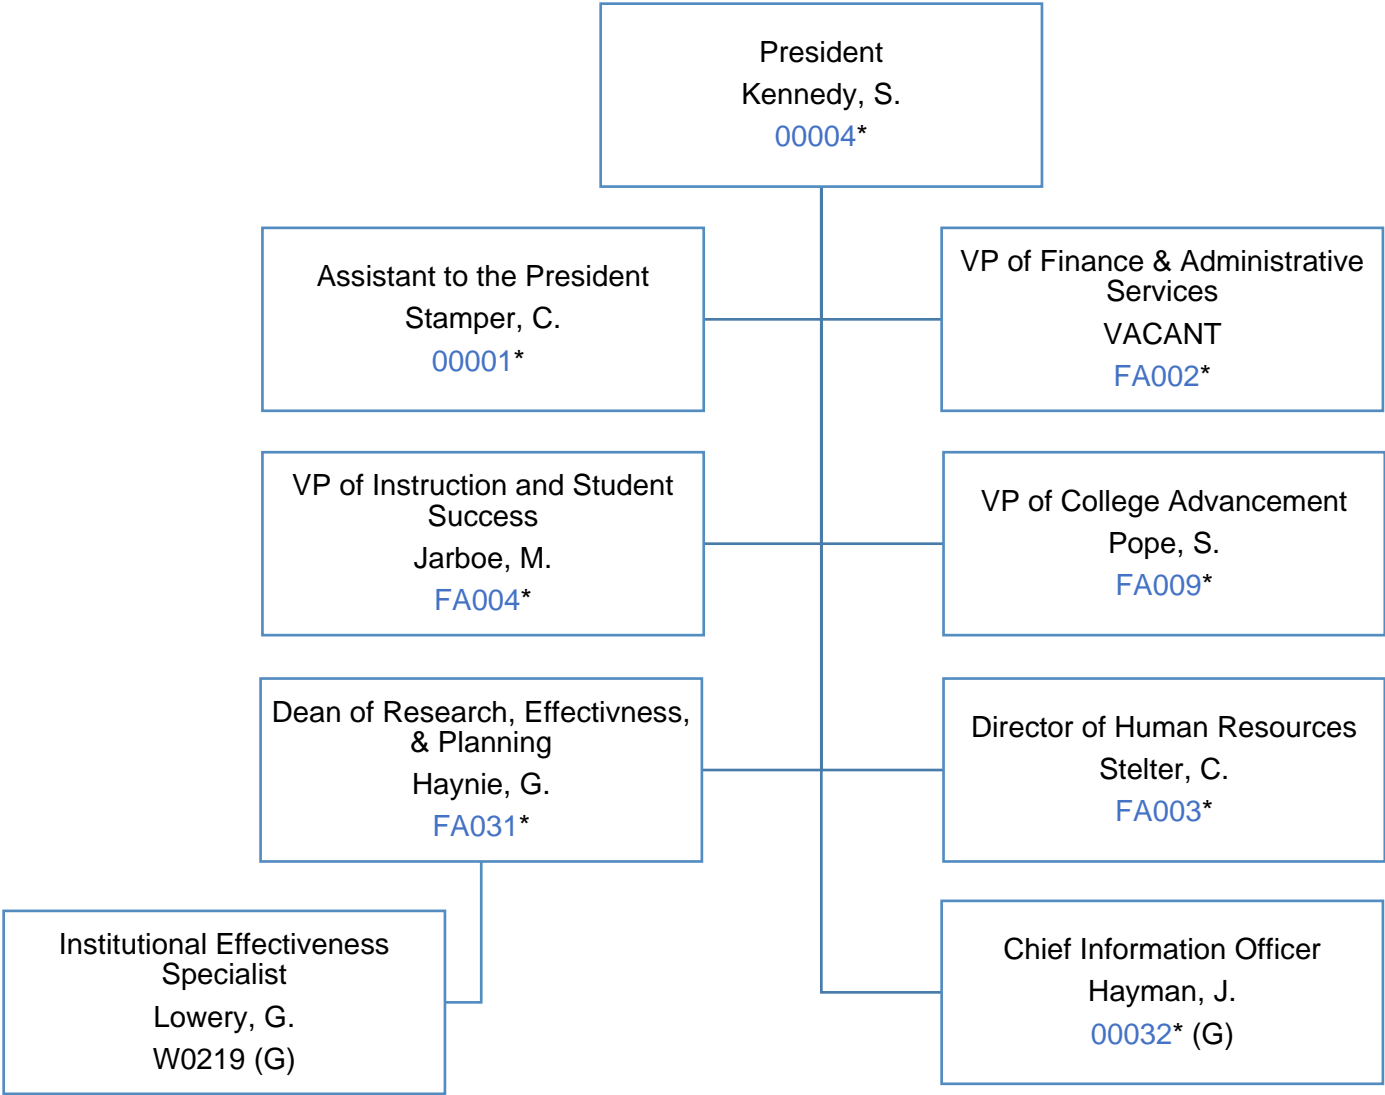 President
Kennedy, S.
00004*
Assistant to the President
Stamper, C.
00001*
VP of Finance & Administrative
Services
VACANT
FA002*
VP of Instruction and Student
Success
Jarboe, M.
FA004*
VP of College Advancement
Pope, S.
FA009*
Dean of Research, Effectivness,
& Planning
Haynie, G.
FA031*
Director of Human Resources
Stelter, C.
FA003*
Institutional Effectiveness
Specialist
Lowery, G.
W0219 (G)
Chief Information Officer
Hayman, J.
00032* (G)